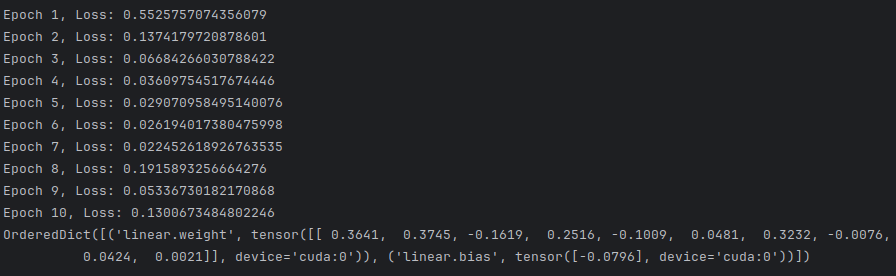 Epoch 1, Loss: 0.5525757074356079
Epoch 2, Loss: 0.1374179720878601
Epoch 3, Loss: 0.06684266030788422
Epoch 4, Loss: 0.03609754517674446
Epoch 5, Loss: 0.029070958495140076
Epoch 6, Loss: 0.026194017380475998
Epoch 7, Loss: 0.022452618926763535
Epoch 8, Loss: 0.1915893256664276
Epoch 9, Loss: 0.05336730182170868
Epoch 10, Loss: 0.1300673484802246
OrderedDict([('linear.weight', tensor([[ 0.3641,  0.3745, -0.1619,  0.2516, -0.1009,  0.0481,  0.3232, -0.0076,
          0.0424,  0.0021]], device='cuda:0')), ('linear.bias', tensor([-0.0796], device='cuda:0'))])